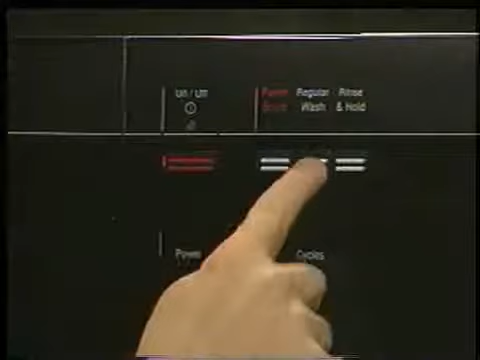 On / Off
Power Regular Rinse
Scrub Wash & Hold
Power
Cycles